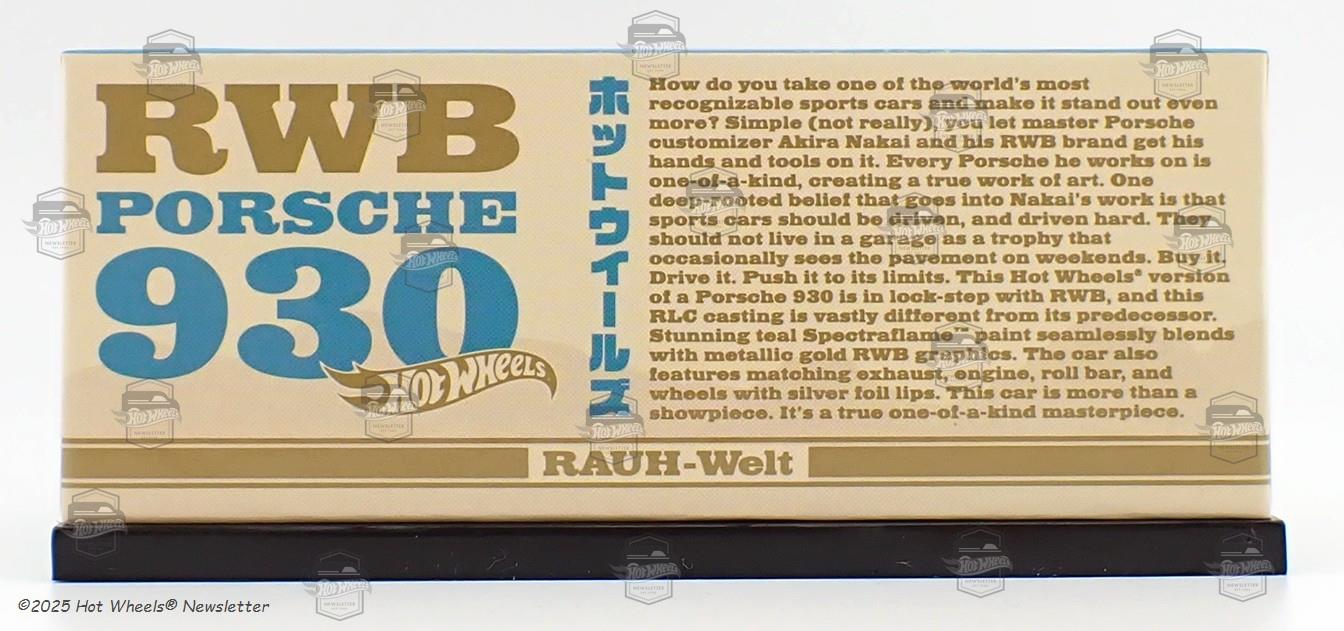 RWB
PORSCHE
930
Hot Wheels
ホットウィールズ
How do you take one of the world's most
recognizable sports cars and make it stand out even
more? Simple (not really), you let master Porsche
customizer Akira Nakai and his RWB brand get his
hands and tools on it. Every Porsche he works on is
one-of-a-kind, creating a true work of art. One
deep-rooted belief that goes into Nakai's work is that
sports cars should be driven, and driven hard. They
should not live in a garage as a trophy that
occasionally sees the pavement on weekends. Buy it.
Drive it. Push it to its limits. This Hot Wheels® version
of a Porsche 930 is in lock-step with RWB, and this
RLC casting is vastly different from its predecessor.
Stunning teal Spectraflame™ paint seamlessly blends
with metallic gold RWB graphics. The car also
features matching exhaust, engine, roll bar, and
wheels with silver foil lips. This car is more than a
showpiece. It's a true one-of-a-kind masterpiece.
RAUH-Welt
©2025 Hot Wheels® Newsletter